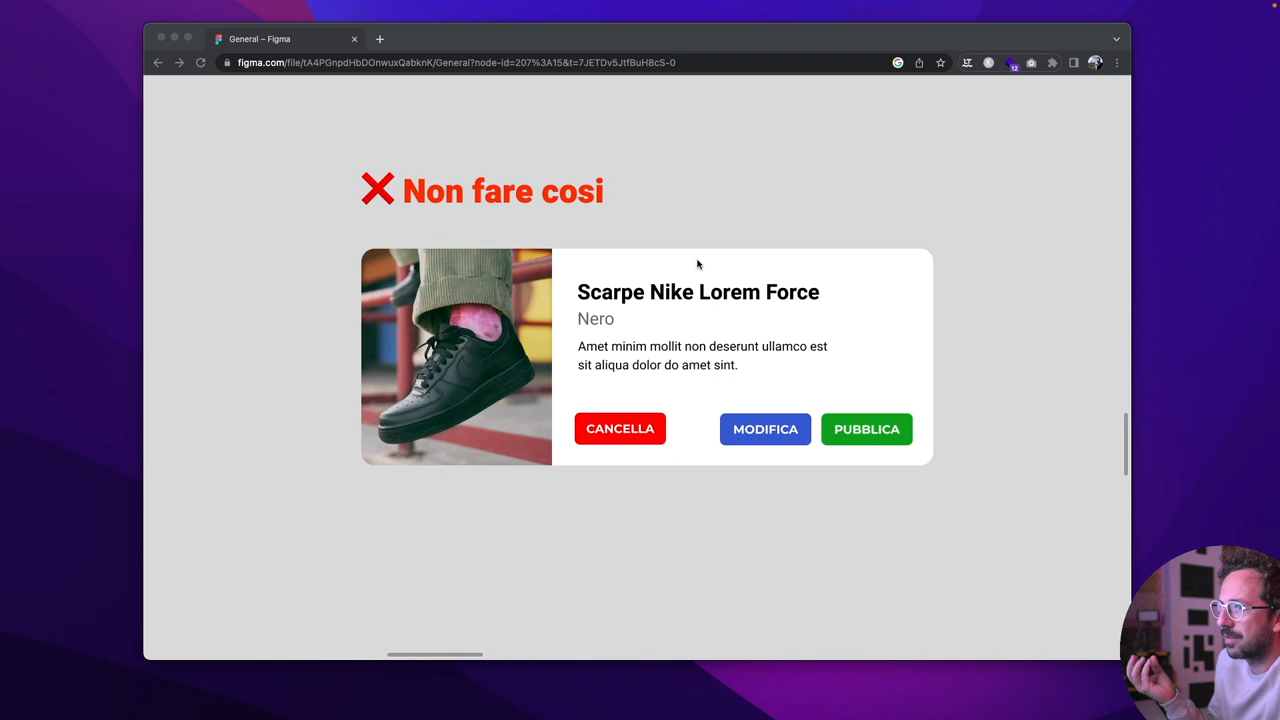 General – Figma
figma.com/file/tA4PGnpdHbDOnwuxQabknK/General?node-id=207%3A15&t=7JETDv5JtfBuH8cS-0
12
Non fare cosi
Scarpe Nike Lorem Force
Nero
Amet minim mollit non deserunt ullamco est
sit aliqua dolor do amet sint.
CANCELLA
MODIFICA
PUBBLICA